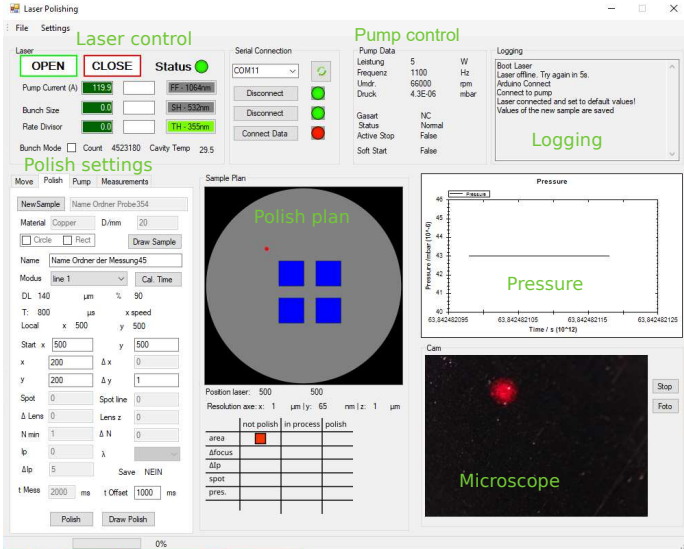 Laser Polishing
File Settings
Laser control
Laser
OPEN CLOSE Status
Pump Current (A) 119.9 FF - 1064nm
Bunch Size 0.0 SH - 532nm
Rate Divisor 0.0 TH - 355nm
Bunch Mode Count 4523180 Cavity Temp 29.5
Serial Connection
COM11
Disconnect
Disconnect
Connect Data
Pump control
Pump Data
Leistung 5 W
Frequenz 1100 Hz
Umdr. 66000 rpm
Druck 4.3E-06 mbar
Gasart NC
Status Normal
Active Stop False
Soft Start False
Logging
Boot Laser
Laser offline. Try again in 5s.
Arduino Connect
Connect to pump
Laser connected and set to default values!
Values of the new sample are saved
Logging
Polish settings
Move Polish Pump Measurements
NewSample Name Ordner Probe354
Material Copper D/mm 20
Circle Rect Draw Sample
Name Name Ordner der Messung45
Modus line 1 Cal. Time
DL 140 µm % 90
T: 800 µs x speed
Local x 500 y 500
Start x 500 y 500
x 200 Δ x 0
y 200 Δ y 1
Spot 0 Spot line 0
Δ Lens 0 Lens z 0
N min 1 Δ N 0
Ip 0 λ
ΔIp 5 Save NEIN
t Mess 2000 ms t Offset 1000 ms
Polish Draw Polish
0%
Sample Plan
Polish plan
Position laser: 500 500
Resolution axe: x: 1 µm | y: 65 nm | z: 1 µm
not polish in process polish
area
Δfocus
ΔIp
spot
pres.
Pressure
Pressure
46
45
44
43
42
41
40
Pressure /mbar (10^-6)
63,842482095 63,842482105 63,842482115 63,842482125
Time / s (10^12)
Pressure
Cam
Stop
Foto
Microscope